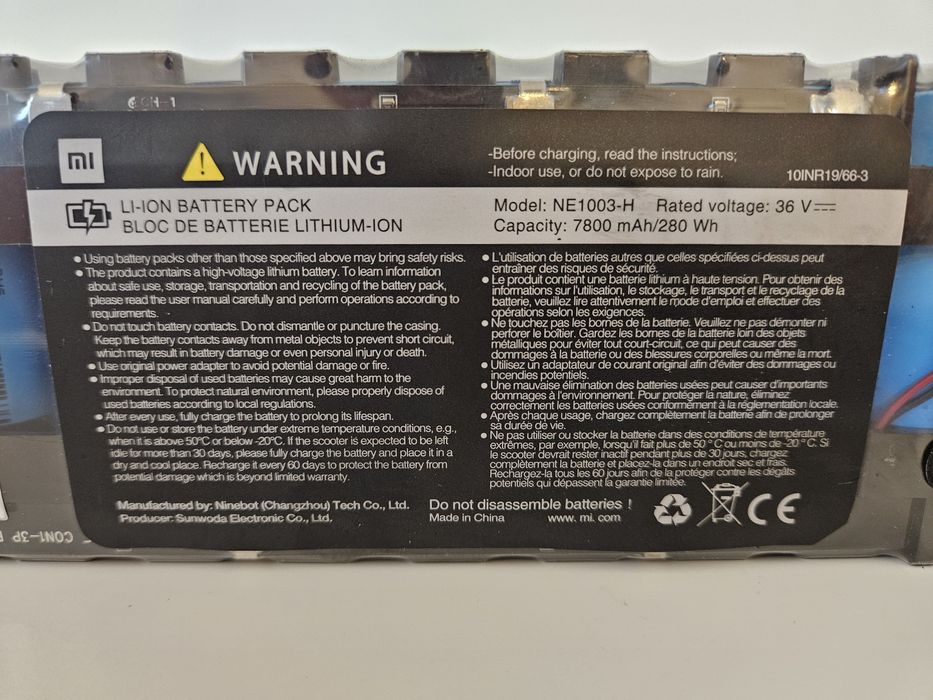 CH-1
mi
WARNING
-Before charging, read the instructions;
-Indoor use, or do not expose to rain.
10INR19/66-3
LI-ION BATTERY PACK
BLOC DE BATTERIE LITHIUM-ION
Model: NE1003-H Rated voltage: 36 V⎓
Capacity: 7800 mAh/280 Wh
• Using battery packs other than those specified above may bring safety risks.
• The product contains a high-voltage lithium battery. To learn information
about safe use, storage, transportation and recycling of the battery pack,
please read the user manual carefully and perform operations according to
requirements.
• Do not touch battery contacts. Do not dismantle or puncture the casing.
Keep the battery contacts away from metal objects to prevent short circuit,
which may result in battery damage or even personal injury or death.
• Use original power adapter to avoid potential damage or fire.
• Improper disposal of used batteries may cause great harm to the
environment. To protect natural environment, please properly dispose of
used batteries according to local regulations.
• After every use, fully charge the battery to prolong its lifespan.
• Do not use or store the battery under extreme temperature conditions, e.g.,
when it is above 50°C or below -20°C. If the scooter is expected to be left
idle for more than 30 days, please fully charge the battery and place it in a
dry and cool place. Recharge it every 60 days to protect the battery from
potential damage which is beyond limited warranty.
• L'utilisation de batteries autres que celles spécifiées ci-dessus peut
entraîner des risques de sécurité.
• Le produit contient une batterie lithium à haute tension. Pour obtenir des
informations sur l'utilisation, le stockage, le transport et le recyclage de la
batterie, veuillez lire attentivement le mode d'emploi et effectuer des
opérations selon les exigences.
• Ne touchez pas les bornes de la batterie. Veuillez ne pas démonter ni
perforer le boîtier. Gardez les bornes de la batterie loin des objets
métalliques pour éviter tout court-circuit, ce qui peut causer des
dommages à la batterie ou des blessures corporelles ou même la mort.
• Utilisez un adaptateur de courant original afin d'éviter des dommages ou
incendies potentiels.
• Une mauvaise élimination des batteries usées peut causer d'importants
dommages à l'environnement. Pour protéger la nature, éliminez
correctement les batteries usées conformément à la réglementation locale.
• Après chaque usage, chargez complètement la batterie afin de prolonger
sa durée de vie.
• Ne pas utiliser ou stocker la batterie dans des conditions de température
extrêmes, par exemple, lorsqu'il fait plus de 50 °C ou moins de -20 °C. Si
le scooter devrait rester inactif pendant plus de 30 jours, chargez
complètement la batterie et placez-la dans un endroit sec et frais.
Rechargez-la tous les 60 jours afin de la protéger contre les dégâts
potentiels qui dépassent la garantie limitée.
Manufactured by: Ninebot (Changzhou) Tech Co., Ltd.
Producer: Sunwoda Electronic Co., Ltd.
Do not disassemble batteries !
Made in China www. mi. com
CE
CON1-3P